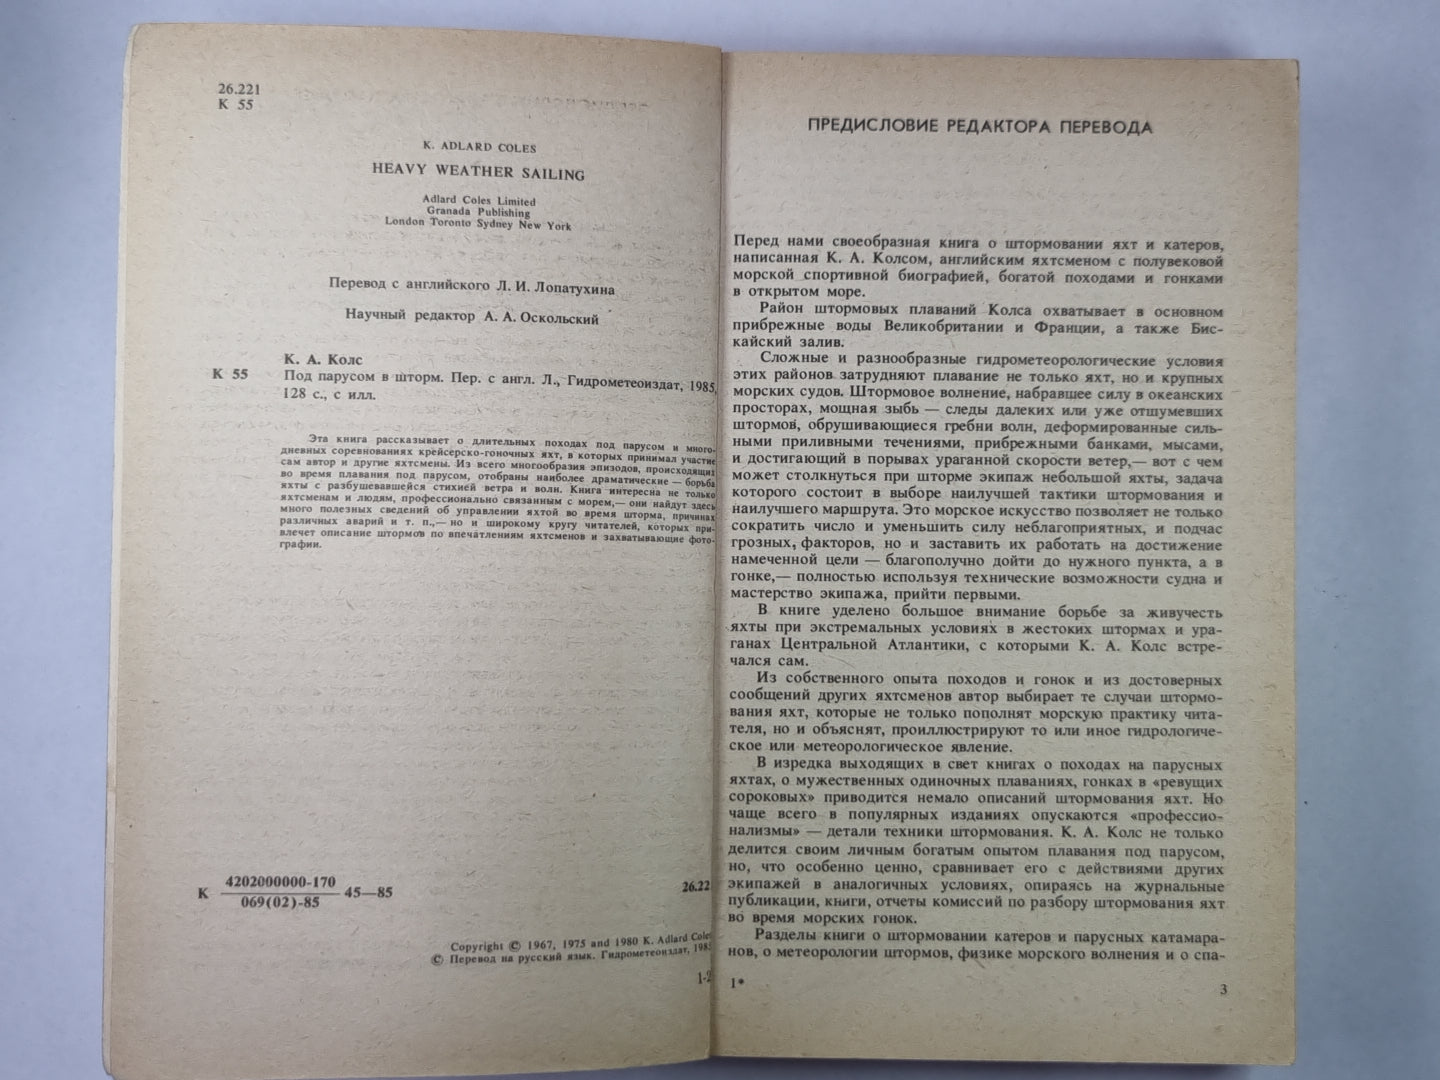 26.221
К 55
K. ADLARD COLES
HEAVY WEATHER SAILING
Adlard Coles Limited
Granada Publishing
London Toronto Sydney New York
Перевод с английского Л. И. Лопатухина
Научный редактор А. А. Оскольский
К. А. Колс
К 55 Под парусом в шторм. Пер. с англ. Л., Гидрометеоиздат, 1985,
128 с., с илл.
Эта книга рассказывает о длительных походах под парусом и много-
дневных соревнованиях крейсерско-гоночных яхт, в которых принимал участие
сам автор и другие яхтсмены. Из всего многообразия эпизодов, происходящих
во время плавания под парусом, отобраны наиболее драматические — борьба
яхты с разбушевавшейся стихией ветра и волн. Книга интересна не только
яхтсменам и людям, профессионально связанным с морем,— они найдут здесь
много полезных сведений об управлении яхтой во время шторма, причинах
различных аварий и т. п.,— но и широкому кругу читателей, которых при-
влечет описание штормов по впечатлениям яхтсменов и захватывающие фото-
графии.
К 4202000000-170 45—85
069(02)-85
26.22
Copyright © 1967, 1975 and 1980 K. Adlard Coles
© Перевод на русский язык. Гидрометеоиздат, 1985
1-2
ПРЕДИСЛОВИЕ РЕДАКТОРА ПЕРЕВОДА
Перед нами своеобразная книга о штормовании яхт и катеров,
написанная К. А. Колсом, английским яхтсменом с полувековой
морской спортивной биографией, богатой походами и гонками
в открытом море.
Район штормовых плаваний Колса охватывает в основном
прибрежные воды Великобритании и Франции, а также Бис-
кайский залив.
Сложные и разнообразные гидрометеорологические условия
этих районов затрудняют плавание не только яхт, но и крупных
морских судов. Штормовое волнение, набравшее силу в океанских
просторах, мощная зыбь — следы далеких или уже отшумевших
штормов, обрушивающиеся гребни волн, деформированные силь-
ными приливными течениями, прибрежными банками, мысами,
и достигающий в порывах ураганной скорости ветер,— вот с чем
может столкнуться при шторме экипаж небольшой яхты, задача
которого состоит в выборе наилучшей тактики штормования и
наилучшего маршрута. Это морское искусство позволяет не только
сократить число и уменьшить силу неблагоприятных, и подчас
грозных, факторов, но и заставить их работать на достижение
намеченной цели — благополучно дойти до нужного пункта, а в
гонке,— полностью используя технические возможности судна и
мастерство экипажа, прийти первыми.
В книге уделено большое внимание борьбе за живучесть
яхты при экстремальных условиях в жестоких штормах и ура-
ганах Центральной Атлантики, с которыми К. А. Колс встре-
чался сам.
Из собственного опыта походов и гонок и из достоверных
сообщений других яхтсменов автор выбирает те случаи штормо-
вания яхт, которые не только пополнят морскую практику чита-
теля, но и объяснят, проиллюстрируют то или иное гидрологиче-
ское или метеорологическое явление.
В изредка выходящих в свет книгах о походах на парусных
яхтах, о мужественных одиночных плаваниях, гонках в «ревущих
сороковых» приводится немало описаний штормования яхт. Но
чаще всего в популярных изданиях опускаются «профессио-
нализмы» — детали техники штормования. К. А. Колс не только
делится своим личным богатым опытом плавания под парусом,
но, что особенно ценно, сравнивает его с действиями других
экипажей в аналогичных условиях, опираясь на журнальные
публикации, книги, отчеты комиссий по разбору штормования яхт
во время морских гонок.
Разделы книги о штормовании катеров и парусных катамара-
нов, о метеорологии штормов, физике морского волнения и о спа-
1*
3